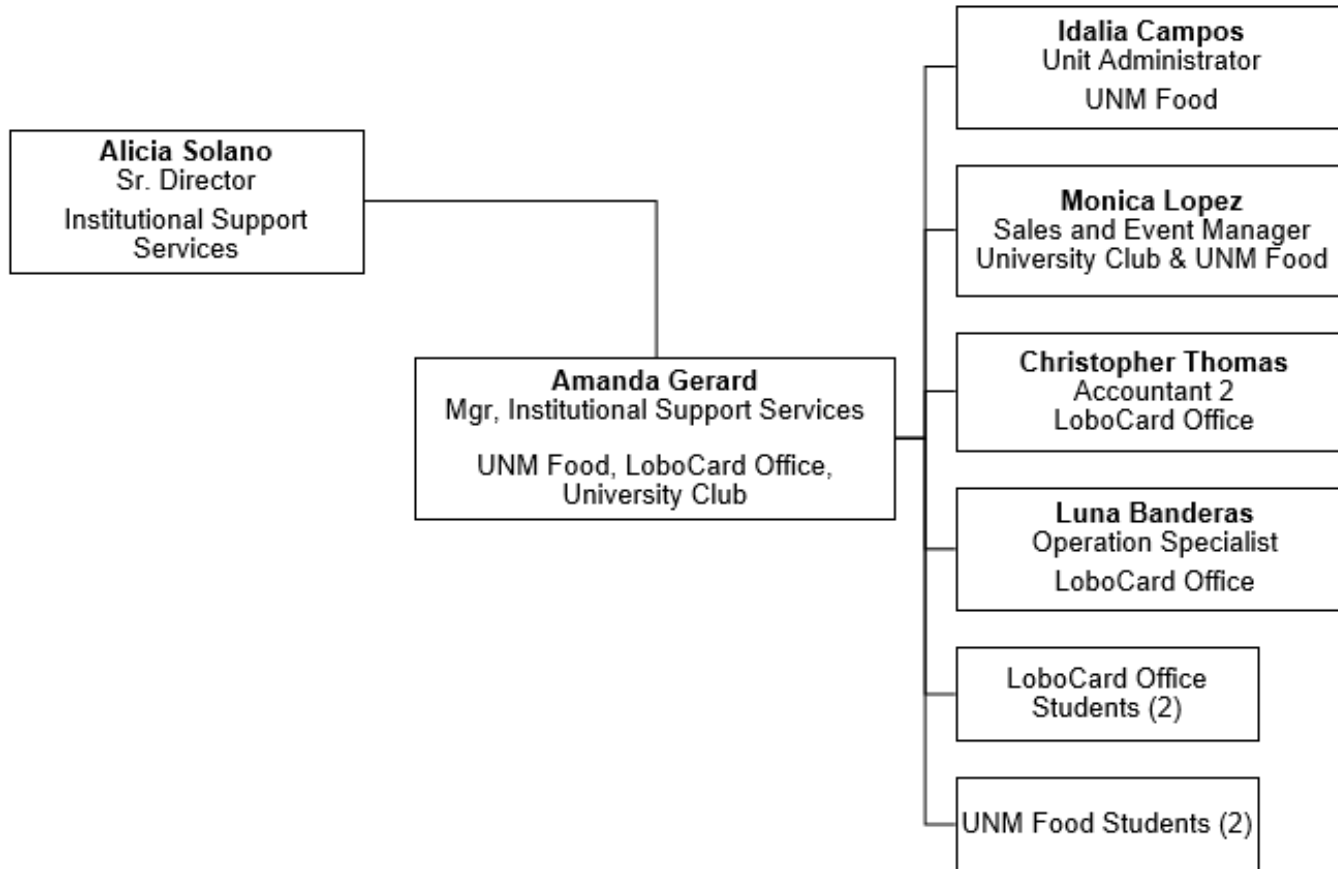 Alicia Solano
Sr. Director
Institutional Support
Services
Amanda Gerard
Mgr, Institutional Support Services
UNM Food, LoboCard Office,
University Club
Idalia Campos
Unit Administrator
UNM Food
Monica Lopez
Sales and Event Manager
University Club & UNM Food
Christopher Thomas
Accountant 2
LoboCard Office
Luna Banderas
Operation Specialist
LoboCard Office
LoboCard Office
Students (2)
UNM Food Students (2)